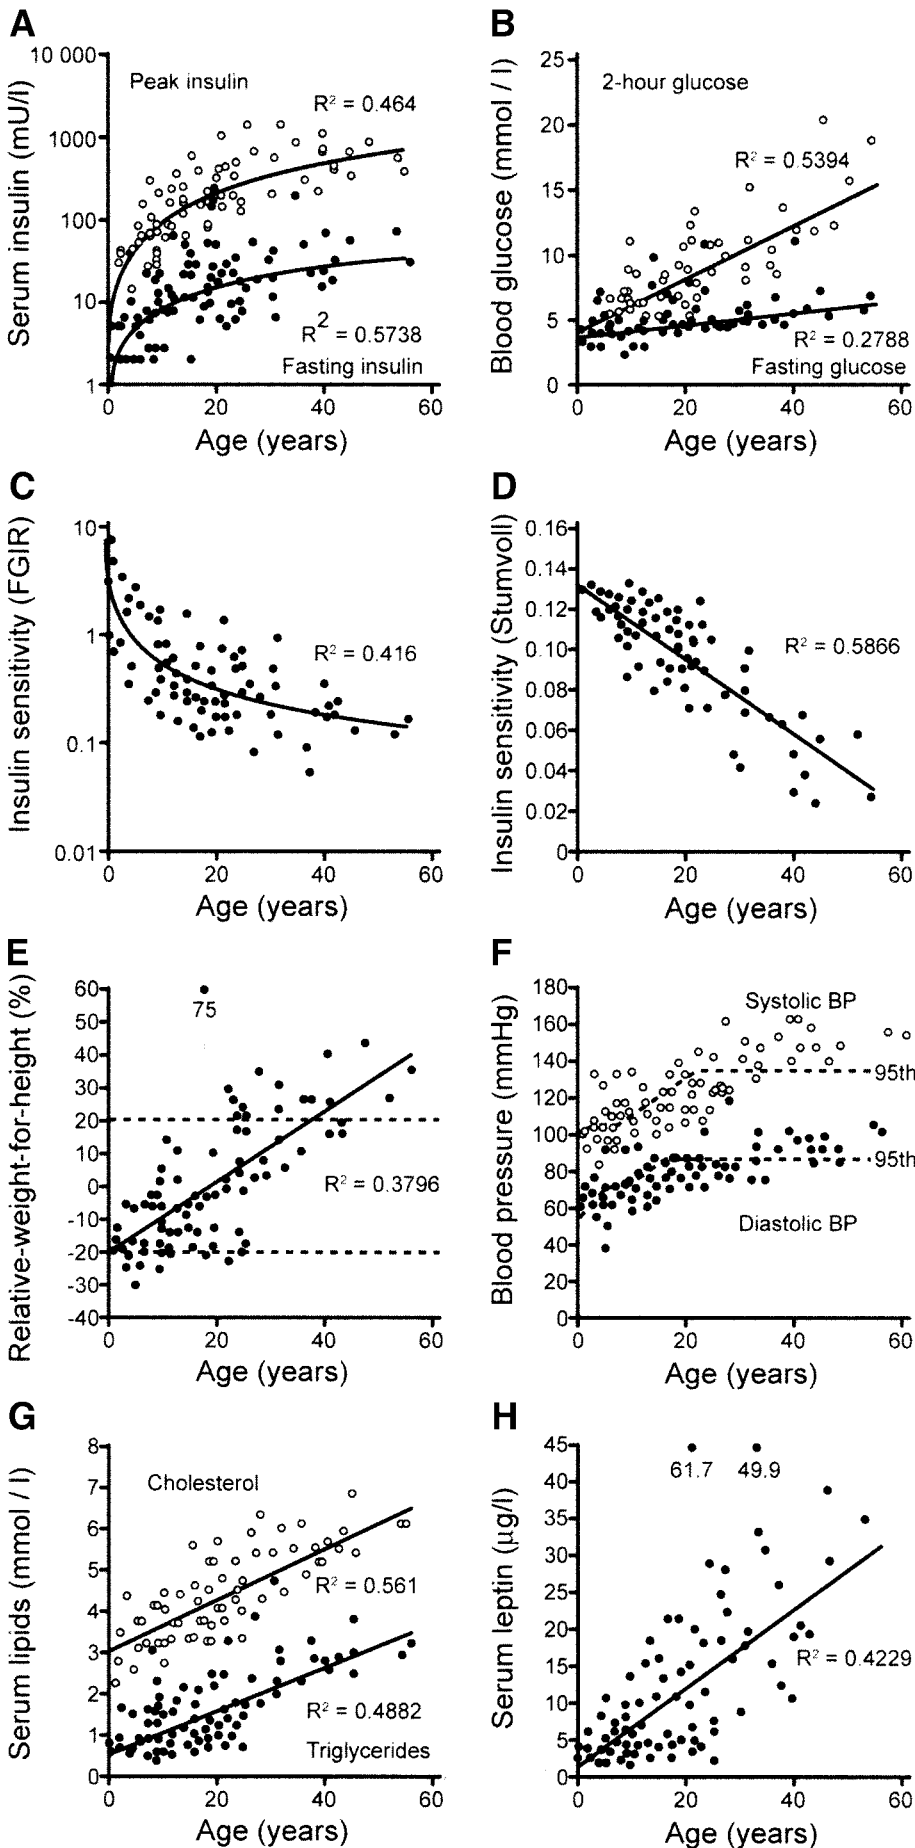 A
Serum insulin (mU/l)
10 000
1000
100
10
1
Peak insulin
R² = 0.464
R² = 0.5738
Fasting insulin
0 20 40 60
Age (years)
B
Blood glucose (mmol / l)
25
20
15
10
5
0
2-hour glucose
R² = 0.5394
R² = 0.2788
Fasting glucose
0 20 40 60
Age (years)
C
Insulin sensitivity (FGIR)
10
1
0.1
0.01
R² = 0.416
0 20 40 60
Age (years)
D
Insulin sensitivity (Stumvoll)
0.16
0.14
0.12
0.10
0.08
0.06
0.04
0.02
0
R² = 0.5866
0 20 40 60
Age (years)
E
Relative-weight-for-height (%)
60
50
40
30
20
10
0
-10
-20
-30
-40
75
R² = 0.3796
0 20 40 60
Age (years)
F
Blood pressure (mmHg)
180
160
140
120
100
80
60
40
20
0
Systolic BP
95th
95th
Diastolic BP
0 20 40 60
Age (years)
G
Serum lipids (mmol / l)
8
7
6
5
4
3
2
1
0
Cholesterol
R² = 0.561
R² = 0.4882
Triglycerides
0 20 40 60
Age (years)
H
Serum leptin (µg/l)
45
40
35
30
25
20
15
10
5
0
61.7 49.9
R² = 0.4229
0 20 40 60
Age (years)